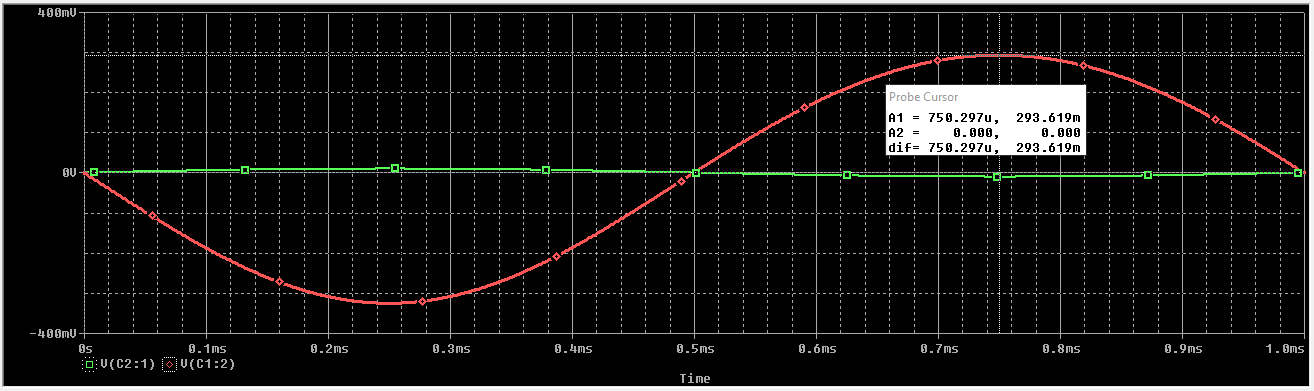 400mV
Probe Cursor
A1 = 750.297u, 293.619m
A2 = 0.000, 0.000
dif= 750.297u, 293.619m
0V
-400mV
0s 0.1ms 0.2ms 0.3ms 0.4ms 0.5ms 0.6ms 0.7ms 0.8ms 0.9ms 1.0ms
V(C2:1) V(C1:2)
Time